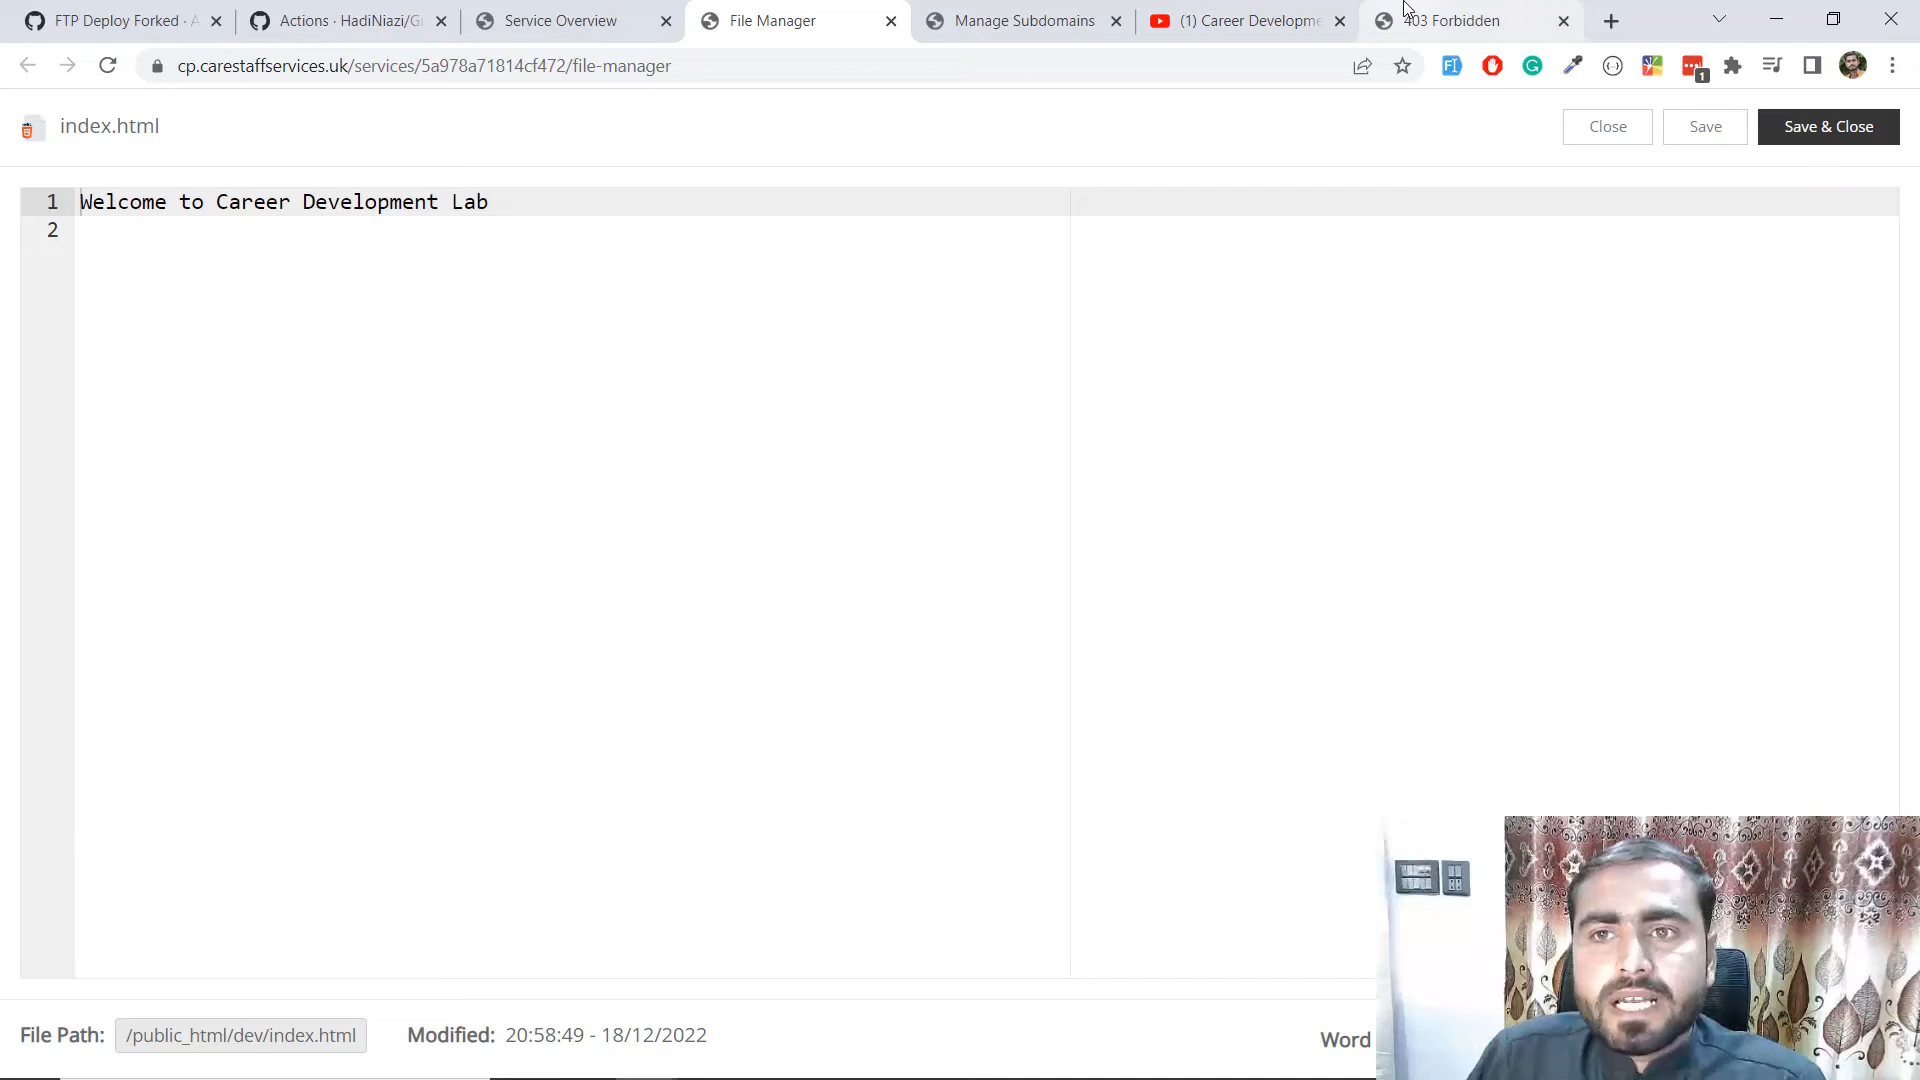 FTP Deploy Forked · A
Actions · HadiNiazi/Gi
Service Overview
File Manager
Manage Subdomains
(1) Career Developme
403 Forbidden
cp.carestaffservices.uk/services/5a978a71814cf472/file-manager
1
index.html
Close
Save
Save & Close
1 Welcome to Career Development Lab
2
File Path: /public_html/dev/index.html
Modified: 20:58:49 - 18/12/2022
Word